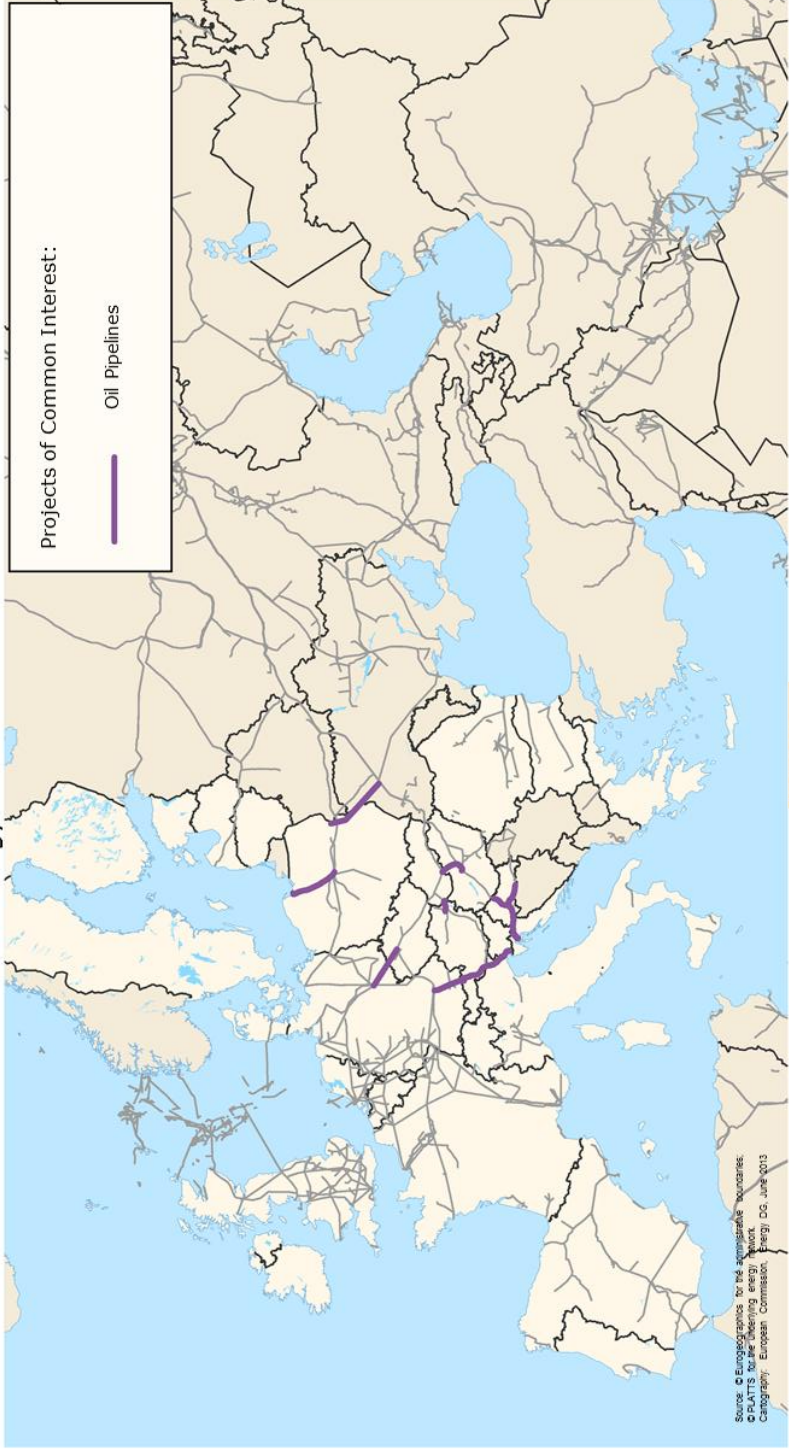 Projects of Common Interest:
Oil Pipelines
Source: © Eurogeographics for the administrative boundaries;
© PLATTS for the underlying energy network.
Cartography: European Commission, Energy DG, June 2013